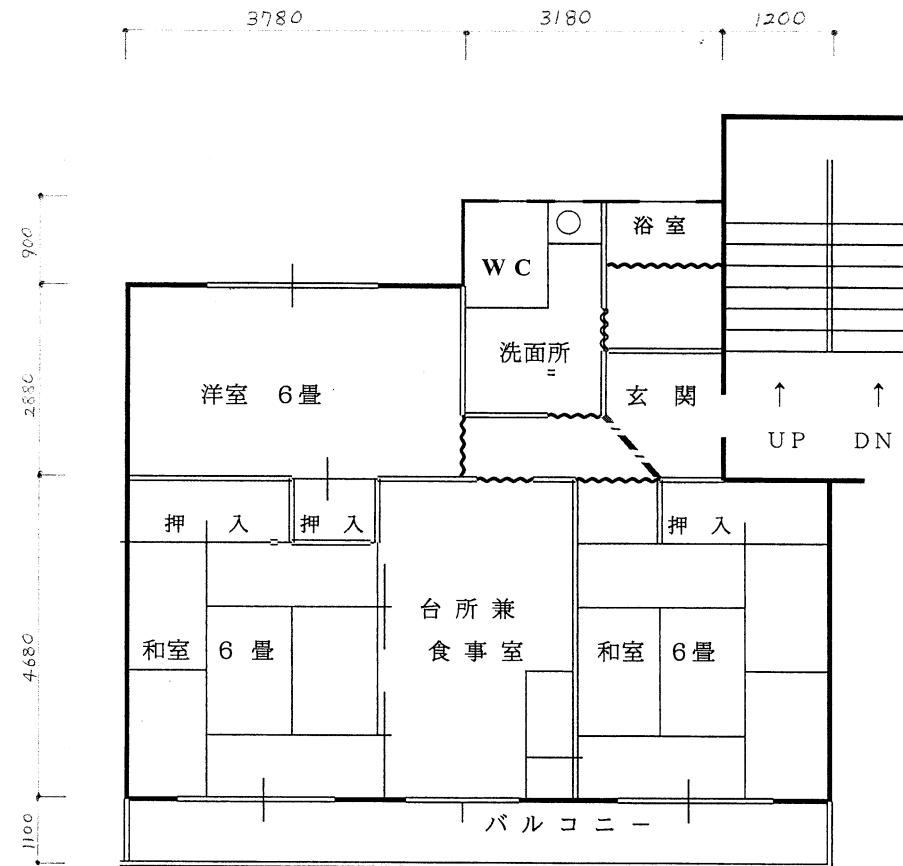 3780 3180 1200
900
浴 室
WC
洗面所
2880
洋室 6畳
玄 関
UP DN
押 入 押 入 押 入
台 所 兼
食 事 室
4680
和室 6 畳
和室 6畳
1100
バ ル コ ニ ー